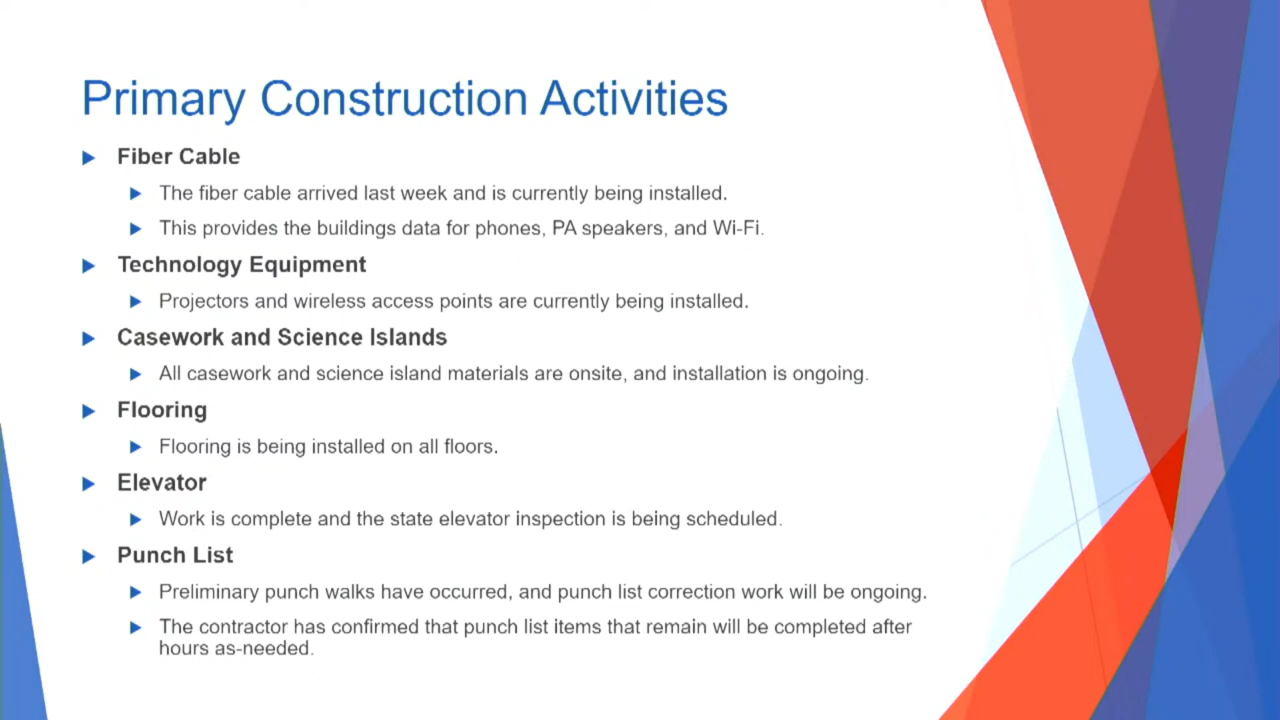 Primary Construction Activities
Fiber Cable
The fiber cable arrived last week and is currently being installed.
This provides the buildings data for phones, PA speakers, and Wi-Fi.
Technology Equipment
Projectors and wireless access points are currently being installed.
Casework and Science Islands
All casework and science island materials are onsite, and installation is ongoing.
Flooring
Flooring is being installed on all floors.
Elevator
Work is complete and the state elevator inspection is being scheduled.
Punch List
Preliminary punch walks have occurred, and punch list correction work will be ongoing.
The contractor has confirmed that punch list items that remain will be completed after
hours as-needed.